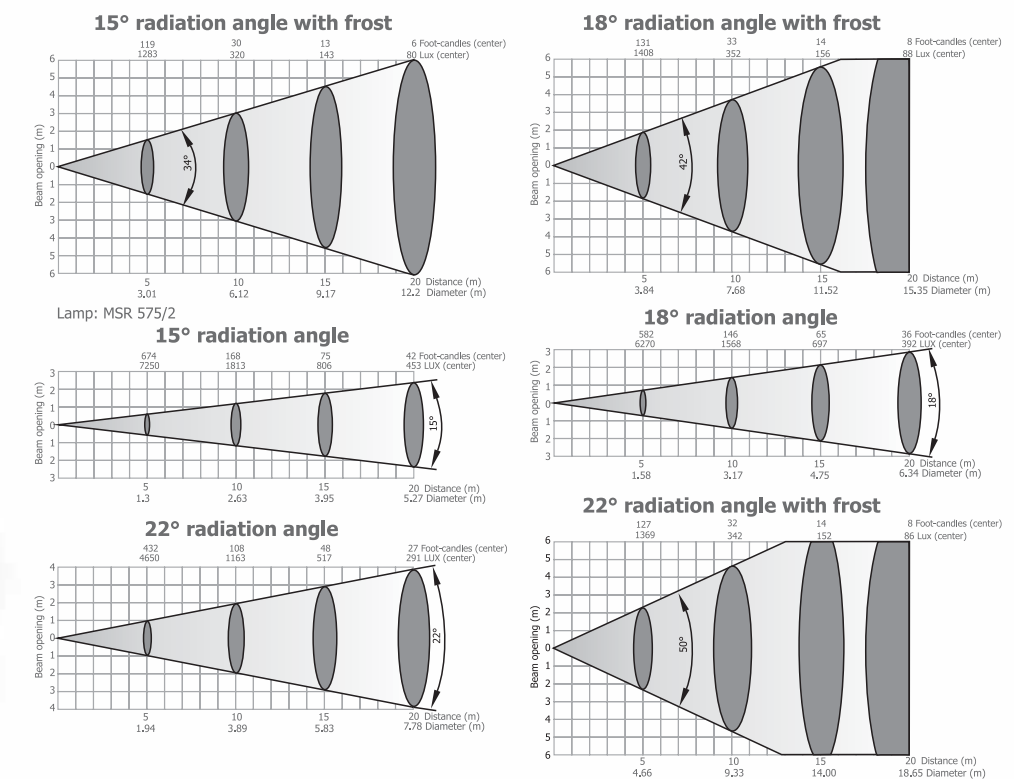 15° radiation angle with frost
119 30 13 6 Foot-candles (center)
1283 320 143 80 Lux (center)
6
5
4
3
2
1
0
1
2
3
4
5
6
Beam opening (m)
34°
5 10 15 20 Distance (m)
3.01 6.12 9.17 12.2 Diameter (m)
18° radiation angle with frost
131 33 14 8 Foot-candles (center)
1408 352 156 88 Lux (center)
6
5
4
3
2
1
0
1
2
3
4
5
6
Beam opening (m)
42°
5 10 15 20 Distance (m)
3.84 7.68 11.52 15.35 Diameter (m)
Lamp: MSR 575/2
15° radiation angle
674 168 75 42 Foot-candles (center)
7250 1813 806 453 LUX (center)
3
2
1
0
1
2
3
Beam opening (m)
15°
5 10 15 20 Distance (m)
1.3 2.63 3.95 5.27 Diameter (m)
18° radiation angle
582 146 65 36 Foot-candles (center)
6270 1568 697 392 LUX (center)
3
2
1
0
1
2
3
Beam opening (m)
18°
5 10 15 20 Distance (m)
1.58 3.17 4.75 6.34 Diameter (m)
22° radiation angle
432 108 48 27 Foot-candles (center)
4650 1163 517 291 LUX (center)
4
3
2
1
0
1
2
3
4
Beam opening (m)
22°
5 10 15 20 Distance (m)
1.94 3.89 5.83 7.78 Diameter (m)
22° radiation angle with frost
127 32 14 8 Foot-candles (center)
1369 342 152 86 Lux (center)
6
5
4
3
2
1
0
1
2
3
4
5
6
Beam opening (m)
50°
5 10 15 20 Distance (m)
4.66 9.33 14.00 18.65 Diameter (m)